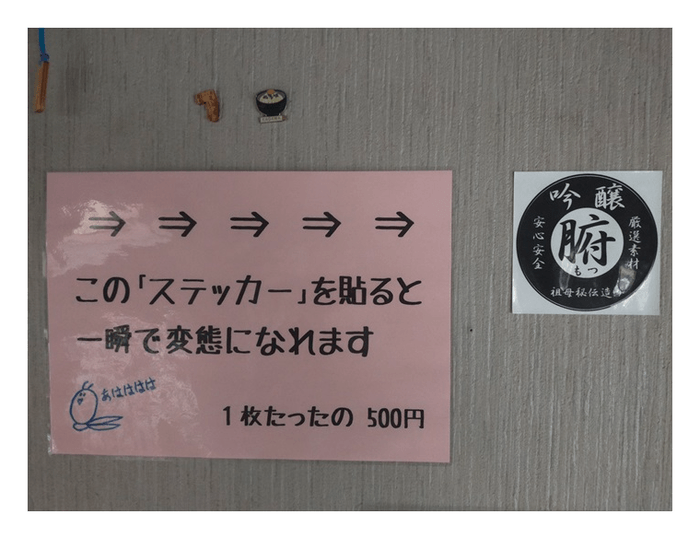 ⇒ ⇒ ⇒ ⇒ ⇒
この「ステッカー」を貼ると
一瞬で変態になれます
あはははは
1枚たったの 500円
吟醸
厳選素材
腑
もつ
安心安全
祖母秘伝造り